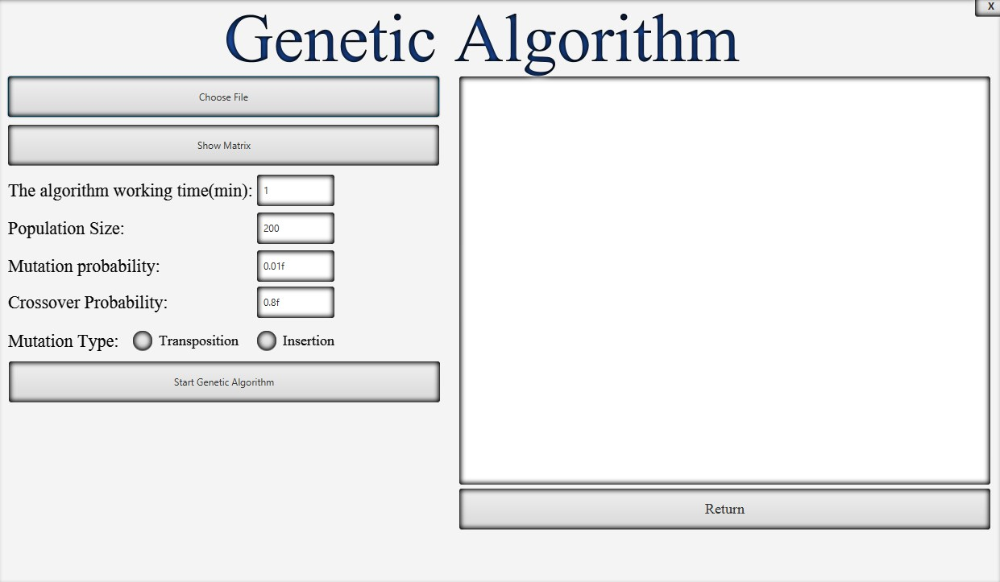 X
Genetic Algorithm
Choose File
Show Matrix
The algorithm working time(min): 1
Population Size: 200
Mutation probability: 0.01f
Crossover Probability: 0.8f
Mutation Type: Transposition Insertion
Start Genetic Algorithm
Return